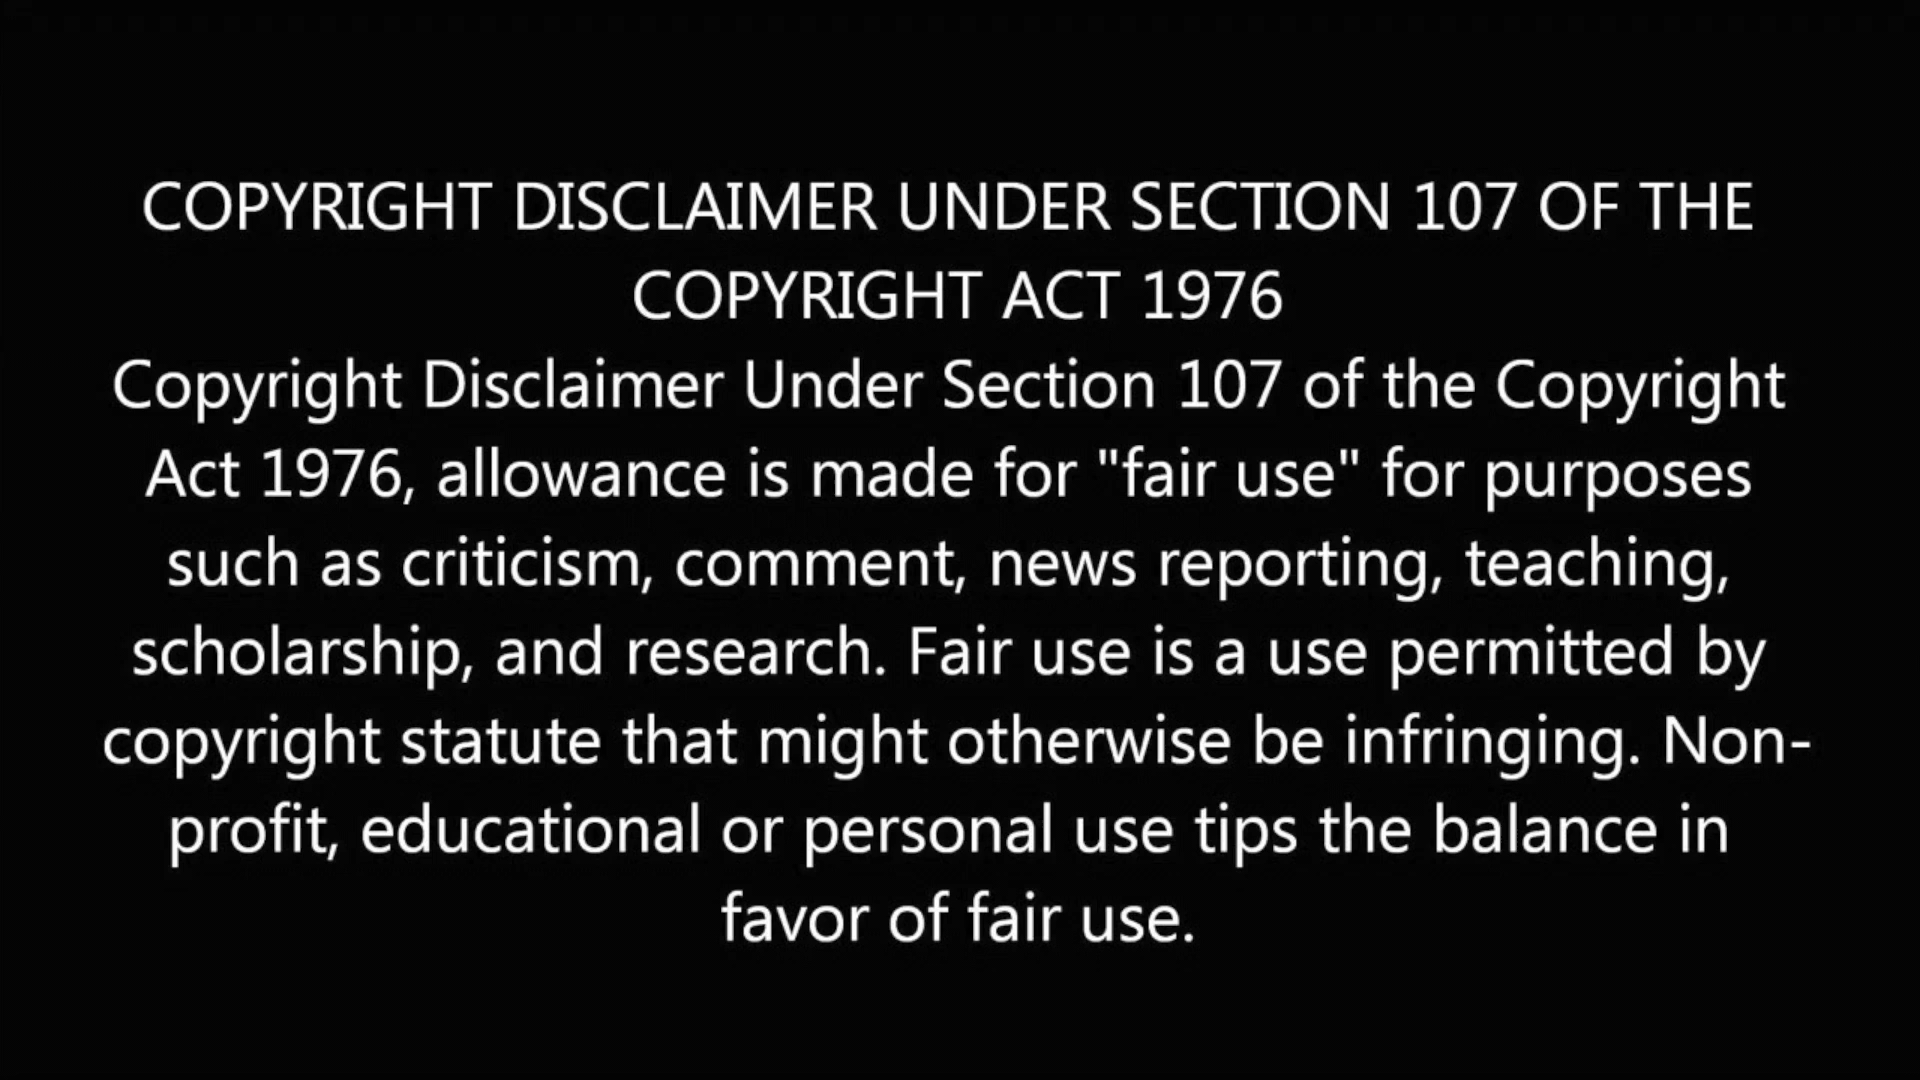 COPYRIGHT DISCLAIMER UNDER SECTION 107 OF THE
COPYRIGHT ACT 1976
Copyright Disclaimer Under Section 107 of the Copyright
Act 1976, allowance is made for "fair use" for purposes
such as criticism, comment, news reporting, teaching,
scholarship, and research. Fair use is a use permitted by
copyright statute that might otherwise be infringing. Non-
profit, educational or personal use tips the balance in
favor of fair use.